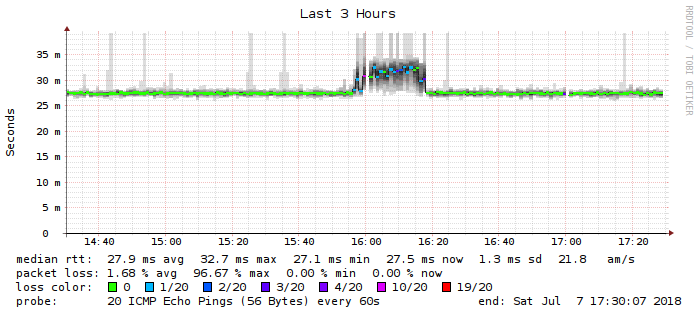 Last 3 Hours
RRDTOOL / TOBI OETIKER
Seconds
35 m
30 m
25 m
20 m
15 m
10 m
5 m
0
14:40 15:00 15:20 15:40 16:00 16:20 16:40 17:00 17:20
median rtt: 27.9 ms avg 32.7 ms max 27.1 ms min 27.5 ms now 1.3 ms sd 21.8 am/s
packet loss: 1.68 % avg 96.67 % max 0.00 % min 0.00 % now
loss color: 0 1/20 2/20 3/20 4/20 10/20 19/20
probe: 20 ICMP Echo Pings (56 Bytes) every 60s end: Sat Jul 7 17:30:07 2018